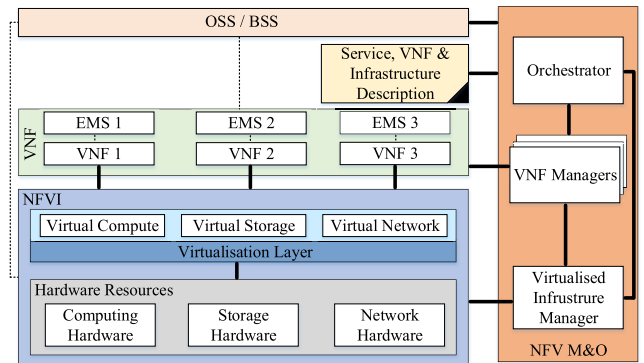 OSS / BSS
Service, VNF &
Infrastructure
Description
Orchestrator
VNF
EMS 1
EMS 2
EMS 3
VNF 1
VNF 2
VNF 3
VNF Managers
NFVI
Virtual Compute
Virtual Storage
Virtual Network
Virtualisation Layer
Hardware Resources
Computing
Hardware
Storage
Hardware
Network
Hardware
Virtualised
Infrustrure
Manager
NFV M&O